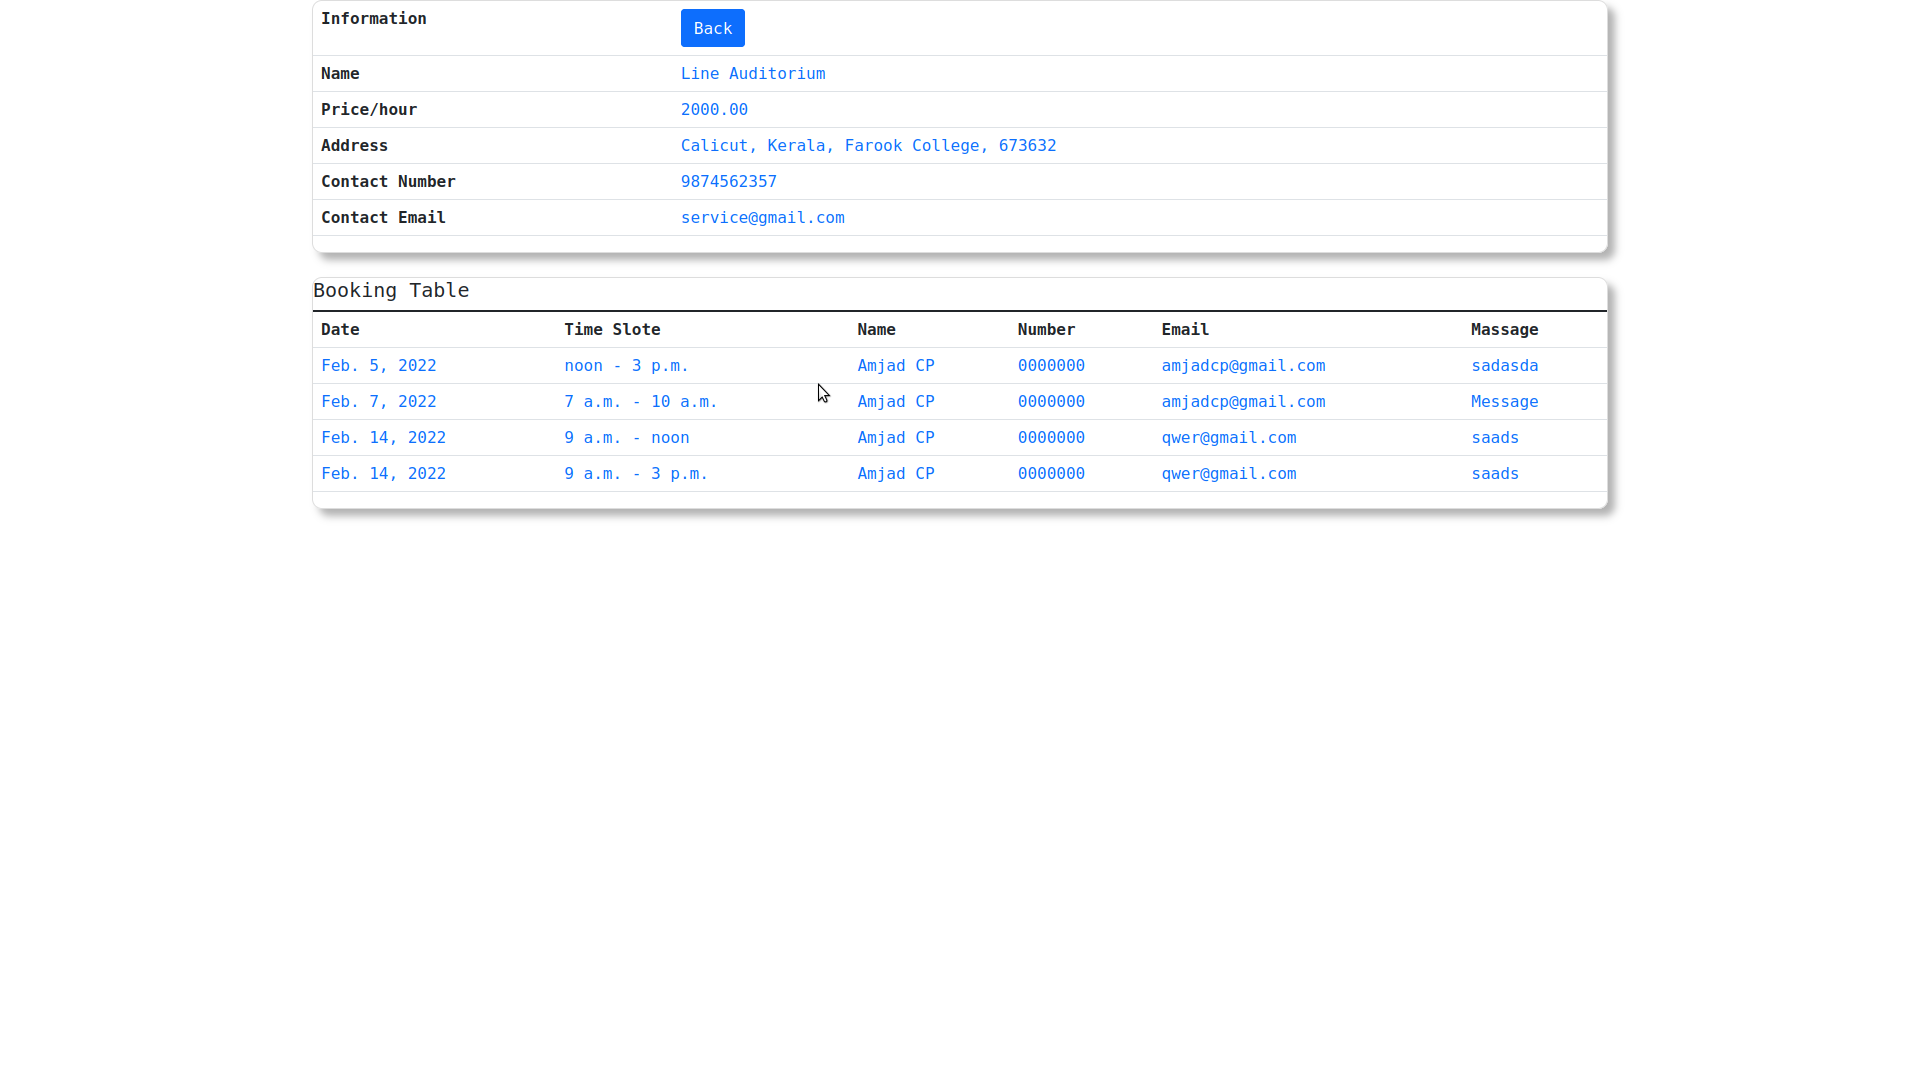 Information Back
Name Line Auditorium
Price/hour 2000.00
Address Calicut, Kerala, Farook College, 673632
Contact Number 9874562357
Contact Email service@gmail.com
Booking Table
Date Time Slote Name Number Email Massage
Feb. 5, 2022 noon - 3 p.m. Amjad CP 0000000 amjadcp@gmail.com sadasda
Feb. 7, 2022 7 a.m. - 10 a.m. Amjad CP 0000000 amjadcp@gmail.com Message
Feb. 14, 2022 9 a.m. - noon Amjad CP 0000000 qwer@gmail.com saads
Feb. 14, 2022 9 a.m. - 3 p.m. Amjad CP 0000000 qwer@gmail.com saads